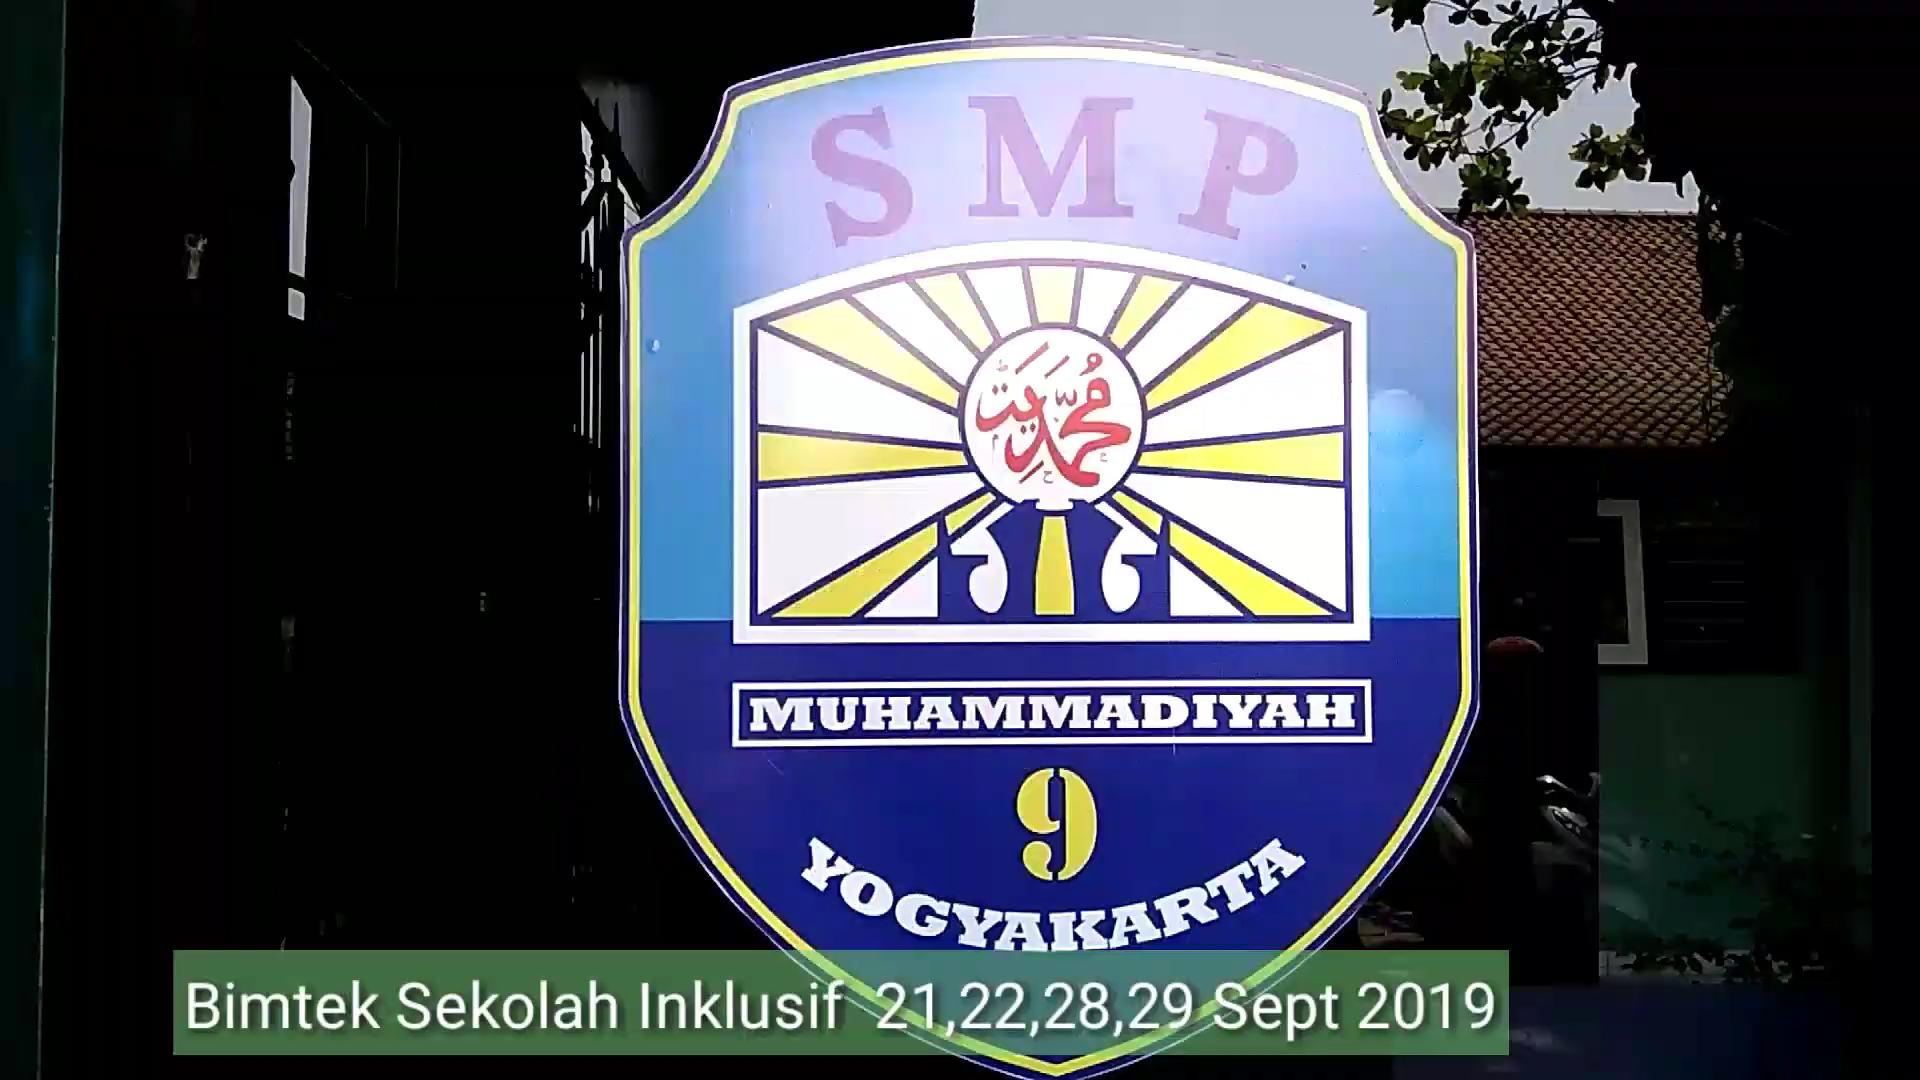 SMP
محمدية
MUHAMMADIYAH
9
YOGYAKARTA
Bimtek Sekolah Inklusif 21,22,28,29 Sept 2019